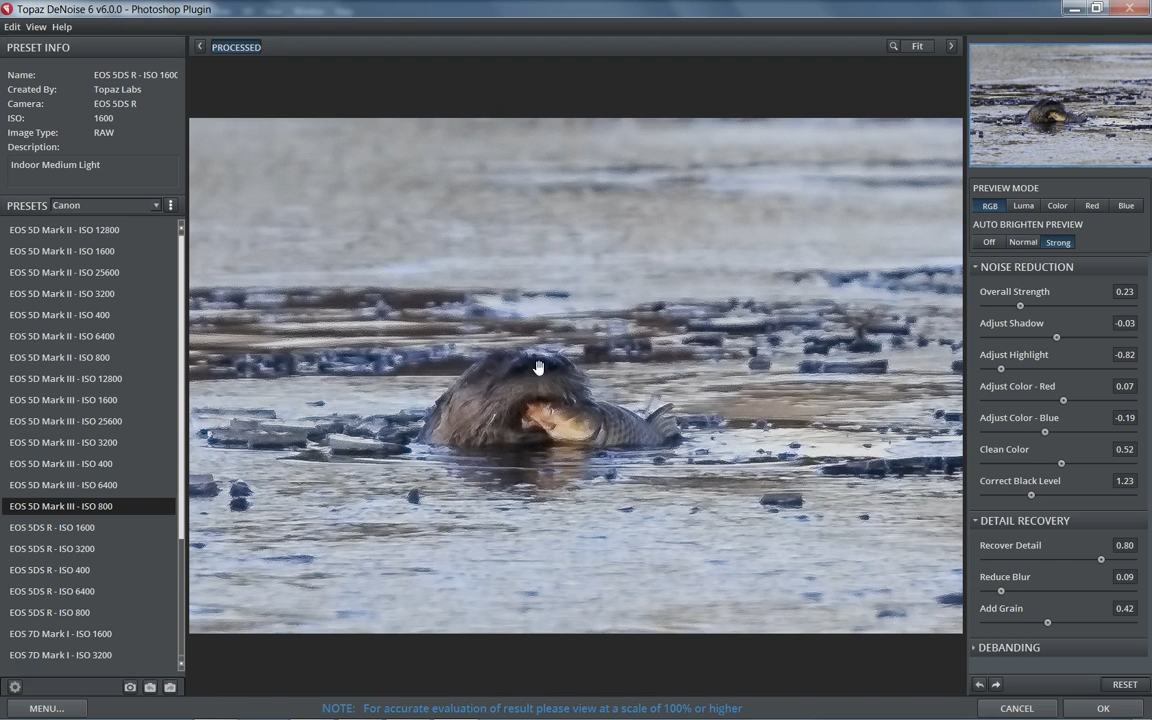 Topaz DeNoise 6 v6.0.0 - Photoshop Plugin
Edit View Help
PRESET INFO
Name: EOS 5DS R - ISO 160
Created By: Topaz Labs
Camera: EOS 5DS R
ISO: 1600
Image Type: RAW
Description:
Indoor Medium Light
PRESETS Canon
EOS 5D Mark II - ISO 12800
EOS 5D Mark II - ISO 1600
EOS 5D Mark II - ISO 25600
EOS 5D Mark II - ISO 3200
EOS 5D Mark II - ISO 400
EOS 5D Mark II - ISO 6400
EOS 5D Mark II - ISO 800
EOS 5D Mark III - ISO 12800
EOS 5D Mark III - ISO 1600
EOS 5D Mark III - ISO 25600
EOS 5D Mark III - ISO 3200
EOS 5D Mark III - ISO 400
EOS 5D Mark III - ISO 6400
EOS 5D Mark III - ISO 800
EOS 5DS R - ISO 1600
EOS 5DS R - ISO 3200
EOS 5DS R - ISO 400
EOS 5DS R - ISO 6400
EOS 5DS R - ISO 800
EOS 7D Mark I - ISO 1600
EOS 7D Mark I - ISO 3200
MENU...
PROCESSED
Fit
NOTE: For accurate evaluation of result please view at a scale of 100% or higher
PREVIEW MODE
RGB Luma Color Red Blue
AUTO BRIGHTEN PREVIEW
Off Normal Strong
NOISE REDUCTION
Overall Strength 0.23
Adjust Shadow -0.03
Adjust Highlight -0.82
Adjust Color - Red 0.07
Adjust Color - Blue -0.19
Clean Color 0.52
Correct Black Level 1.23
DETAIL RECOVERY
Recover Detail 0.80
Reduce Blur 0.09
Add Grain 0.42
DEBANDING
RESET
CANCEL OK